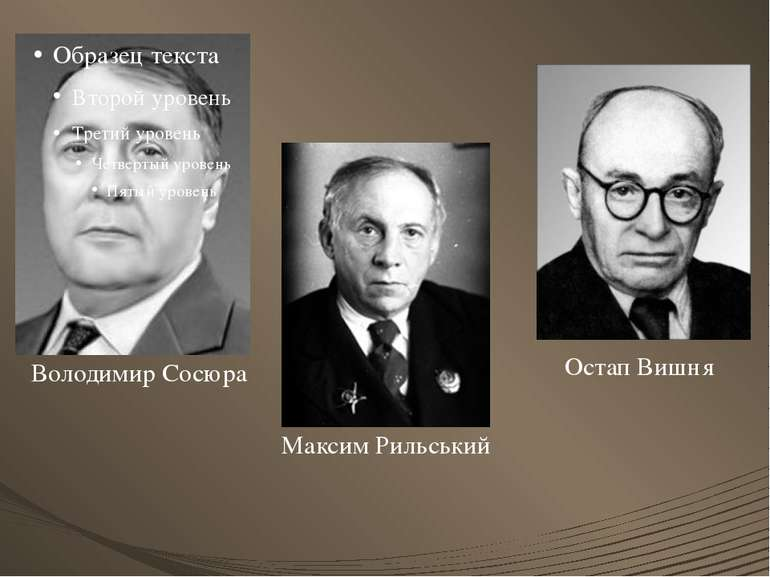 Образец текста
Второй уровень
Третий уровень
Четвертый уровень
Пятый уровень
Володимир Сосюра
Максим Рильський
Остап Вишня